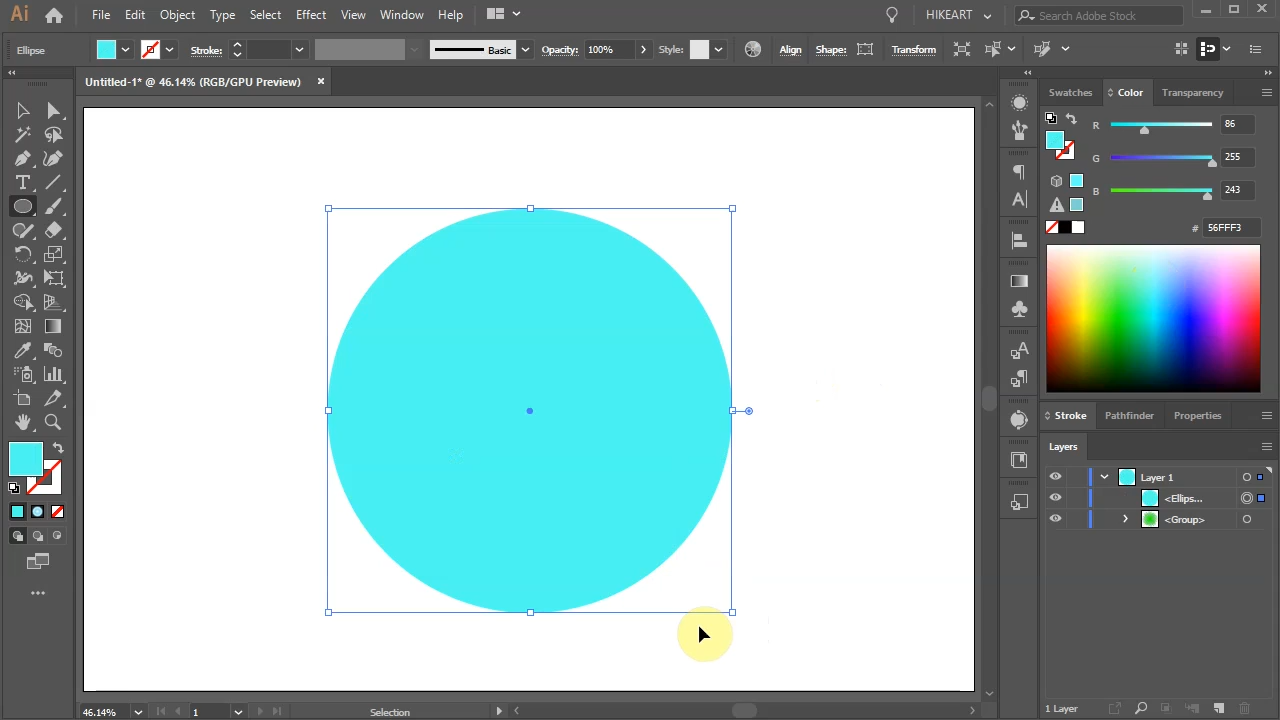 Ai File Edit Object Type Select Effect View Window Help HIKEART Search Adobe Stock
Ellipse Stroke: Basic Opacity: 100% Style: Align Shape: Transform
Untitled-1* @ 46.14% (RGB/GPU Preview) ×
Swatches Color Transparency
R 86
G 255
B 243
# 56FFF3
Stroke Pathfinder Properties
Layers
Layer 1
<Ellips...
<Group>
46.14% 1 Selection
1 Layer